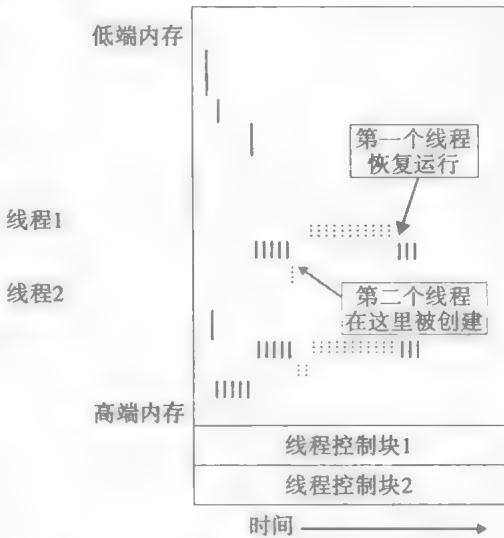 低端内存
第一个线程
恢复运行
线程1
线程2
第二个线程
在这里被创建
高端内存
线程控制块1
线程控制块2
时间